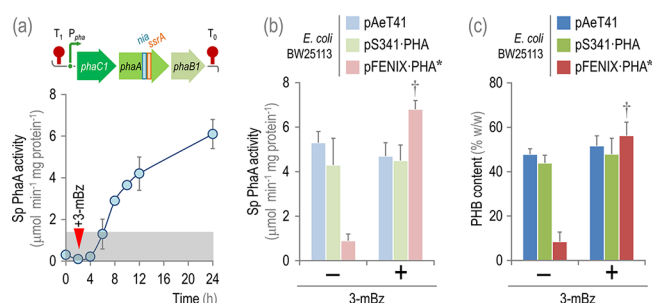 (a)
T1
Ppha
nia
ssrA
T0
phaC1
phaA
phaB1
Sp PhaA activity
(μmol min-1 mg protein-1)
8
6
4
2
0
+3-mBz
0
4
8
12
16
20
24
Time (h)
(b)
E. coli
BW25113
pAeT41
pS341·PHA
pFENIX·PHA*
Sp PhaA activity
(μmol min-1 mg protein-1)
8
6
4
2
0
†
–
+
3-mBz
(c)
E. coli
BW25113
pAeT41
pS341·PHA
pFENIX·PHA*
PHB content (% w/w)
80
60
40
20
0
†
–
+
3-mBz